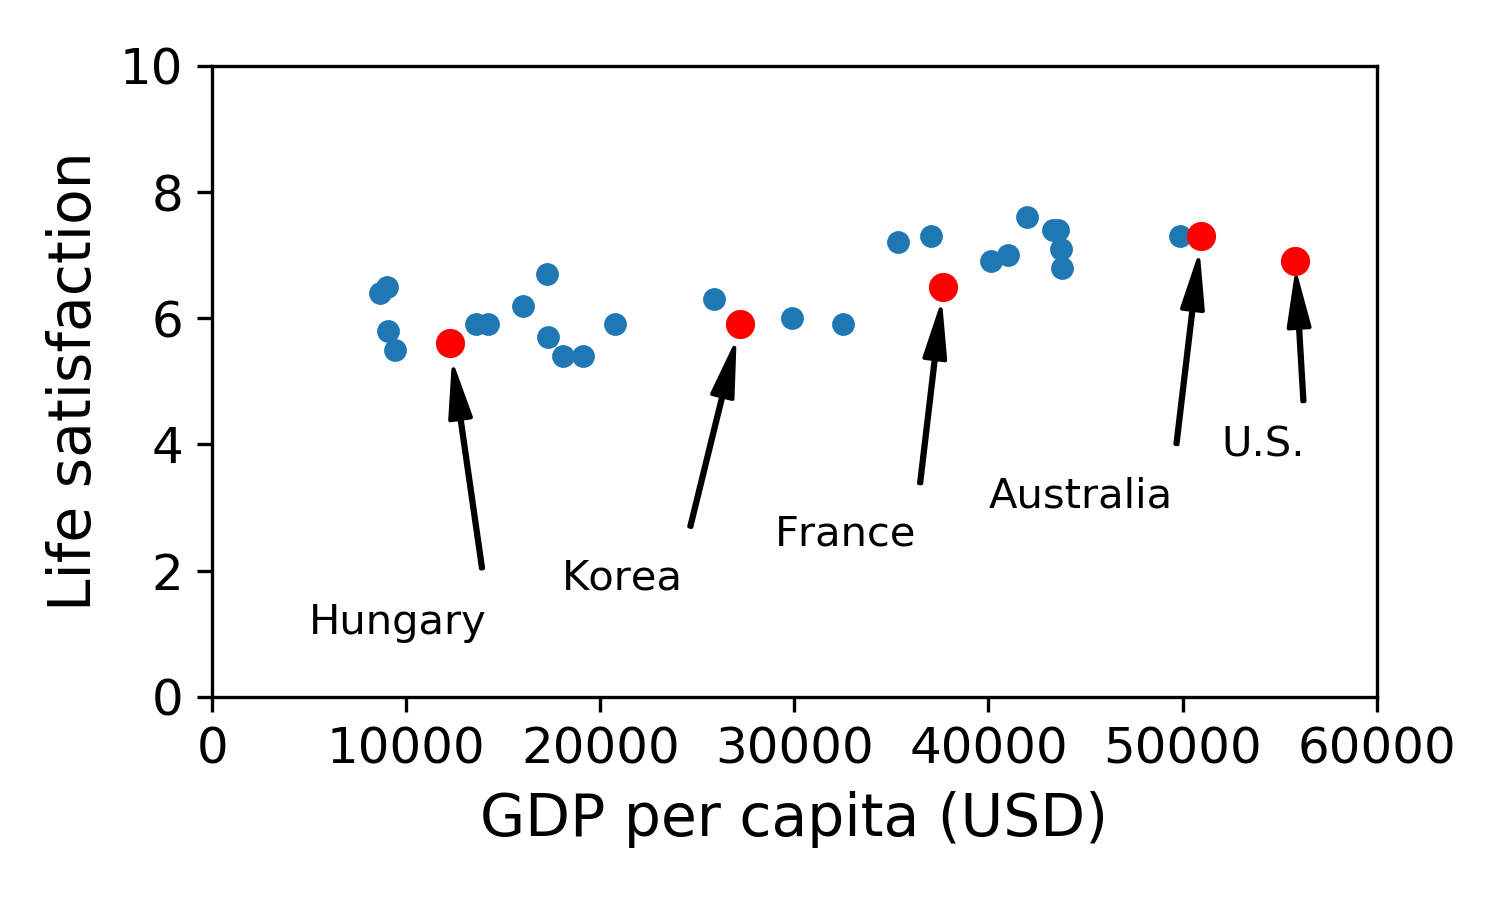 10
8
6
4
2
0
Life satisfaction
U.S.
Australia
France
Korea
Hungary
0 10000 20000 30000 40000 50000 60000
GDP per capita (USD)